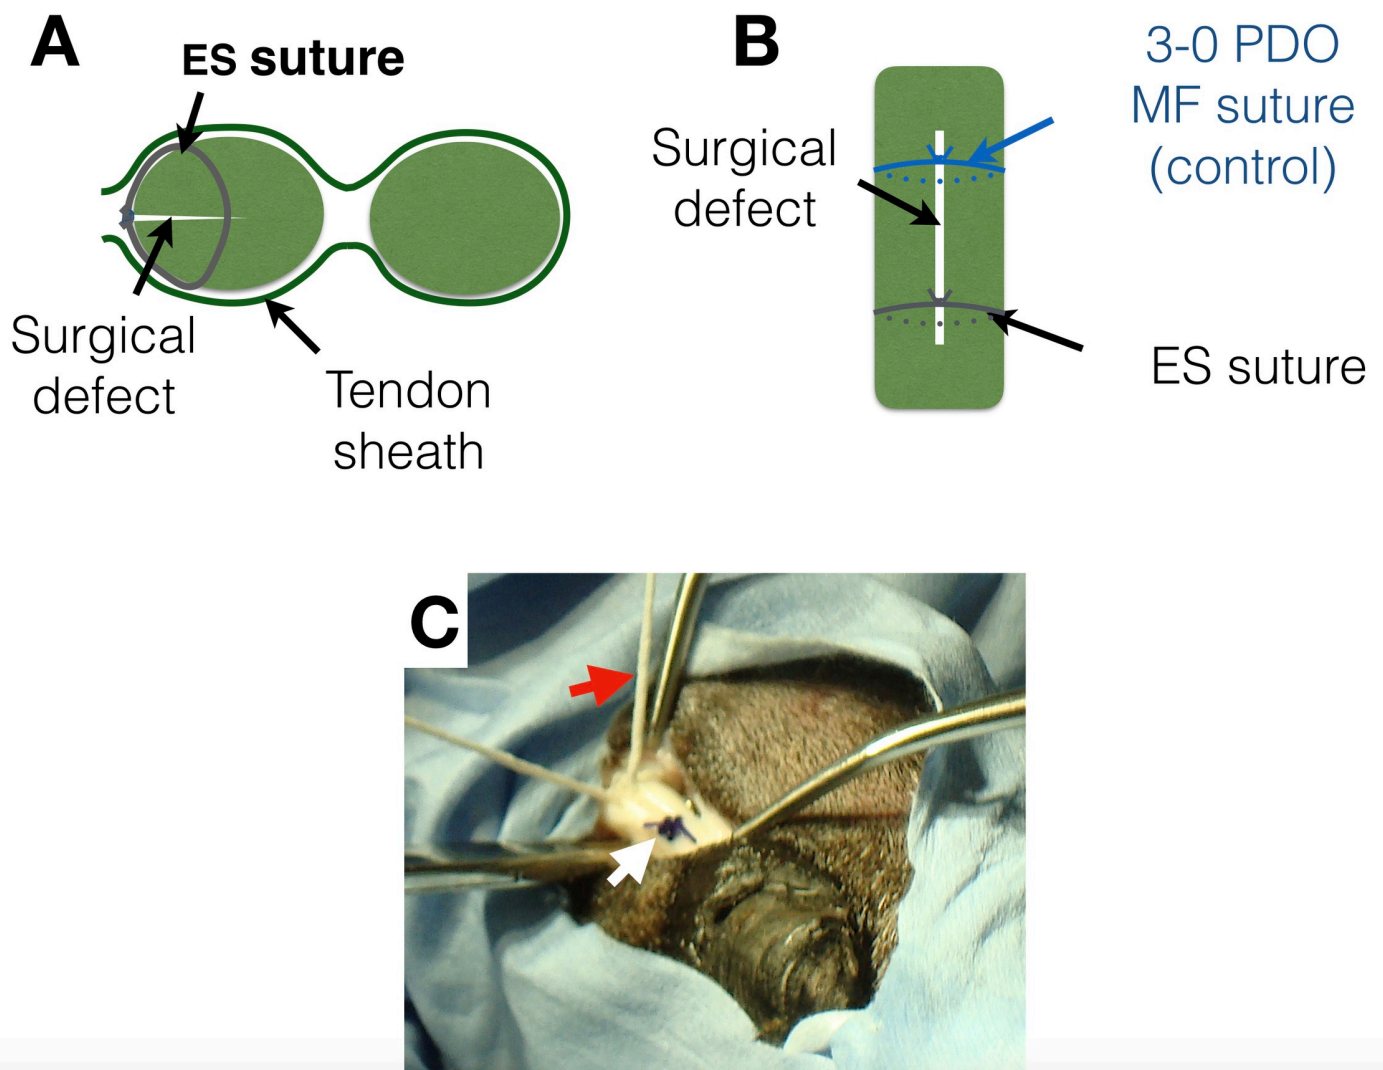 A
ES suture
Surgical
defect
Tendon
sheath
B
Surgical
defect
3-0 PDO
MF suture
(control)
ES suture
C